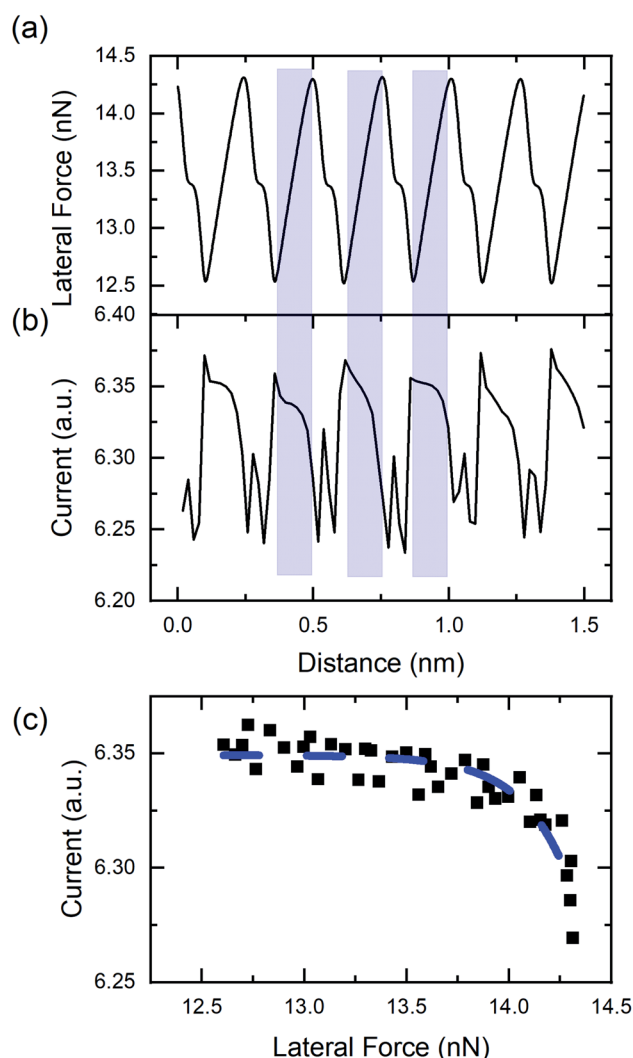 (a)
14.5
14.0
13.5
13.0
12.5
Lateral Force (nN)
(b)
6.40
6.35
6.30
6.25
6.20
Current (a.u.)
0.0 0.5 1.0 1.5
Distance (nm)
(c)
6.35
6.30
6.25
Current (a.u.)
12.5 13.0 13.5 14.0 14.5
Lateral Force (nN)